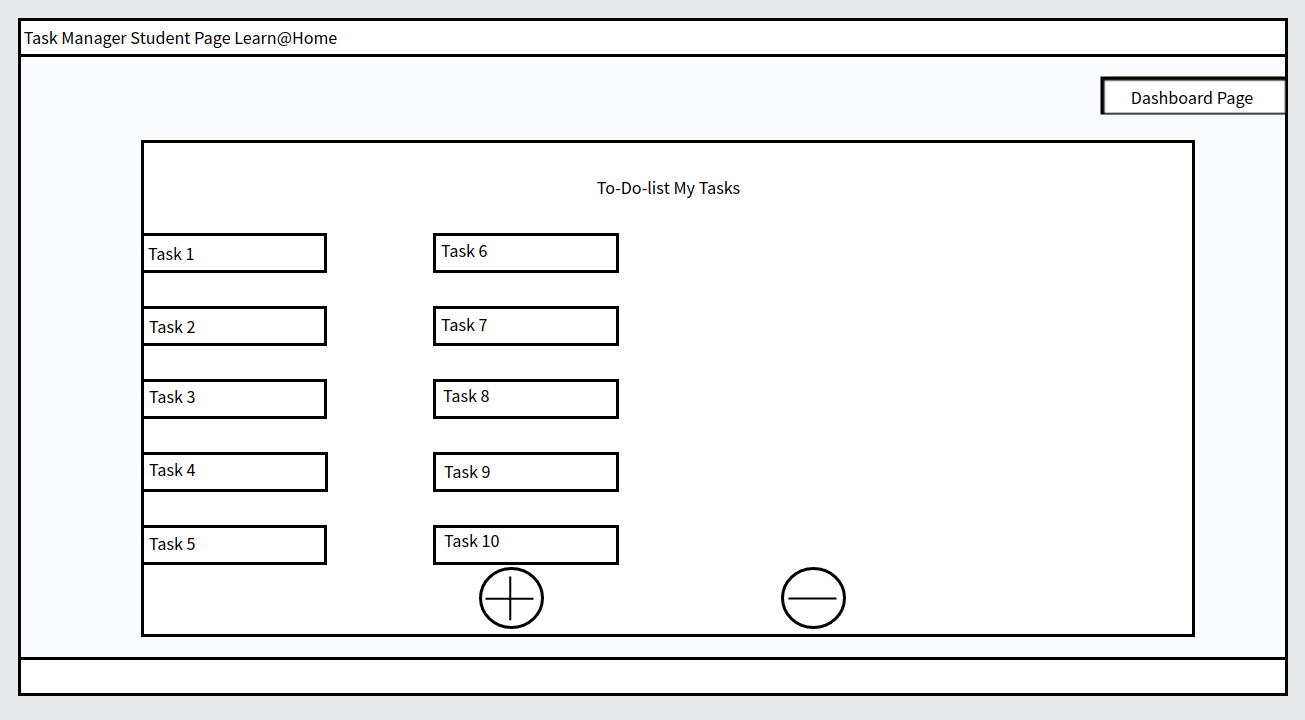 Task Manager Student Page Learn@Home
Dashboard Page
To-Do-list My Tasks
Task 1
Task 2
Task 3
Task 4
Task 5
Task 6
Task 7
Task 8
Task 9
Task 10